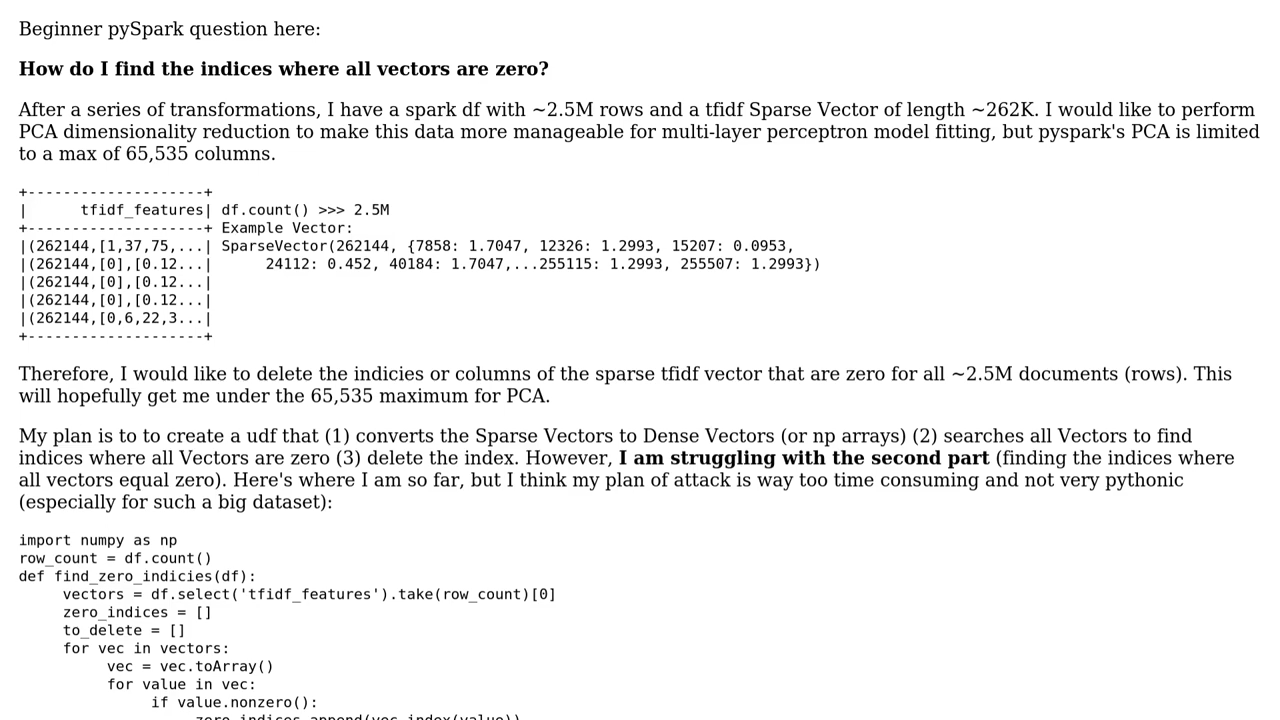 Beginner pySpark question here:
How do I find the indices where all vectors are zero?
After a series of transformations, I have a spark df with ~2.5M rows and a tfidf Sparse Vector of length ~262K. I would like to perform
PCA dimensionality reduction to make this data more manageable for multi-layer perceptron model fitting, but pyspark's PCA is limited
to a max of 65,535 columns.
+--------------------+
|      tfidf_features| df.count() >>> 2.5M
+--------------------+ Example Vector:
|(262144,[1,37,75,...| SparseVector(262144, {7858: 1.7047, 12326: 1.2993, 15207: 0.0953,
|(262144,[0],[0.12...|      24112: 0.452, 40184: 1.7047,...255115: 1.2993, 255507: 1.2993})
|(262144,[0],[0.12...|
|(262144,[0],[0.12...|
|(262144,[0,6,22,3...|
+--------------------+
Therefore, I would like to delete the indicies or columns of the sparse tfidf vector that are zero for all ~2.5M documents (rows). This
will hopefully get me under the 65,535 maximum for PCA.
My plan is to to create a udf that (1) converts the Sparse Vectors to Dense Vectors (or np arrays) (2) searches all Vectors to find
indices where all Vectors are zero (3) delete the index. However, I am struggling with the second part (finding the indices where
all vectors equal zero). Here's where I am so far, but I think my plan of attack is way too time consuming and not very pythonic
(especially for such a big dataset):
import numpy as np
row_count = df.count()
def find_zero_indicies(df):
     vectors = df.select('tfidf_features').take(row_count)[0]
     zero_indices = []
     to_delete = []
     for vec in vectors:
          vec = vec.toArray()
          for value in vec:
               if value.nonzero():
                    zero_indices.append(vec.index(value))